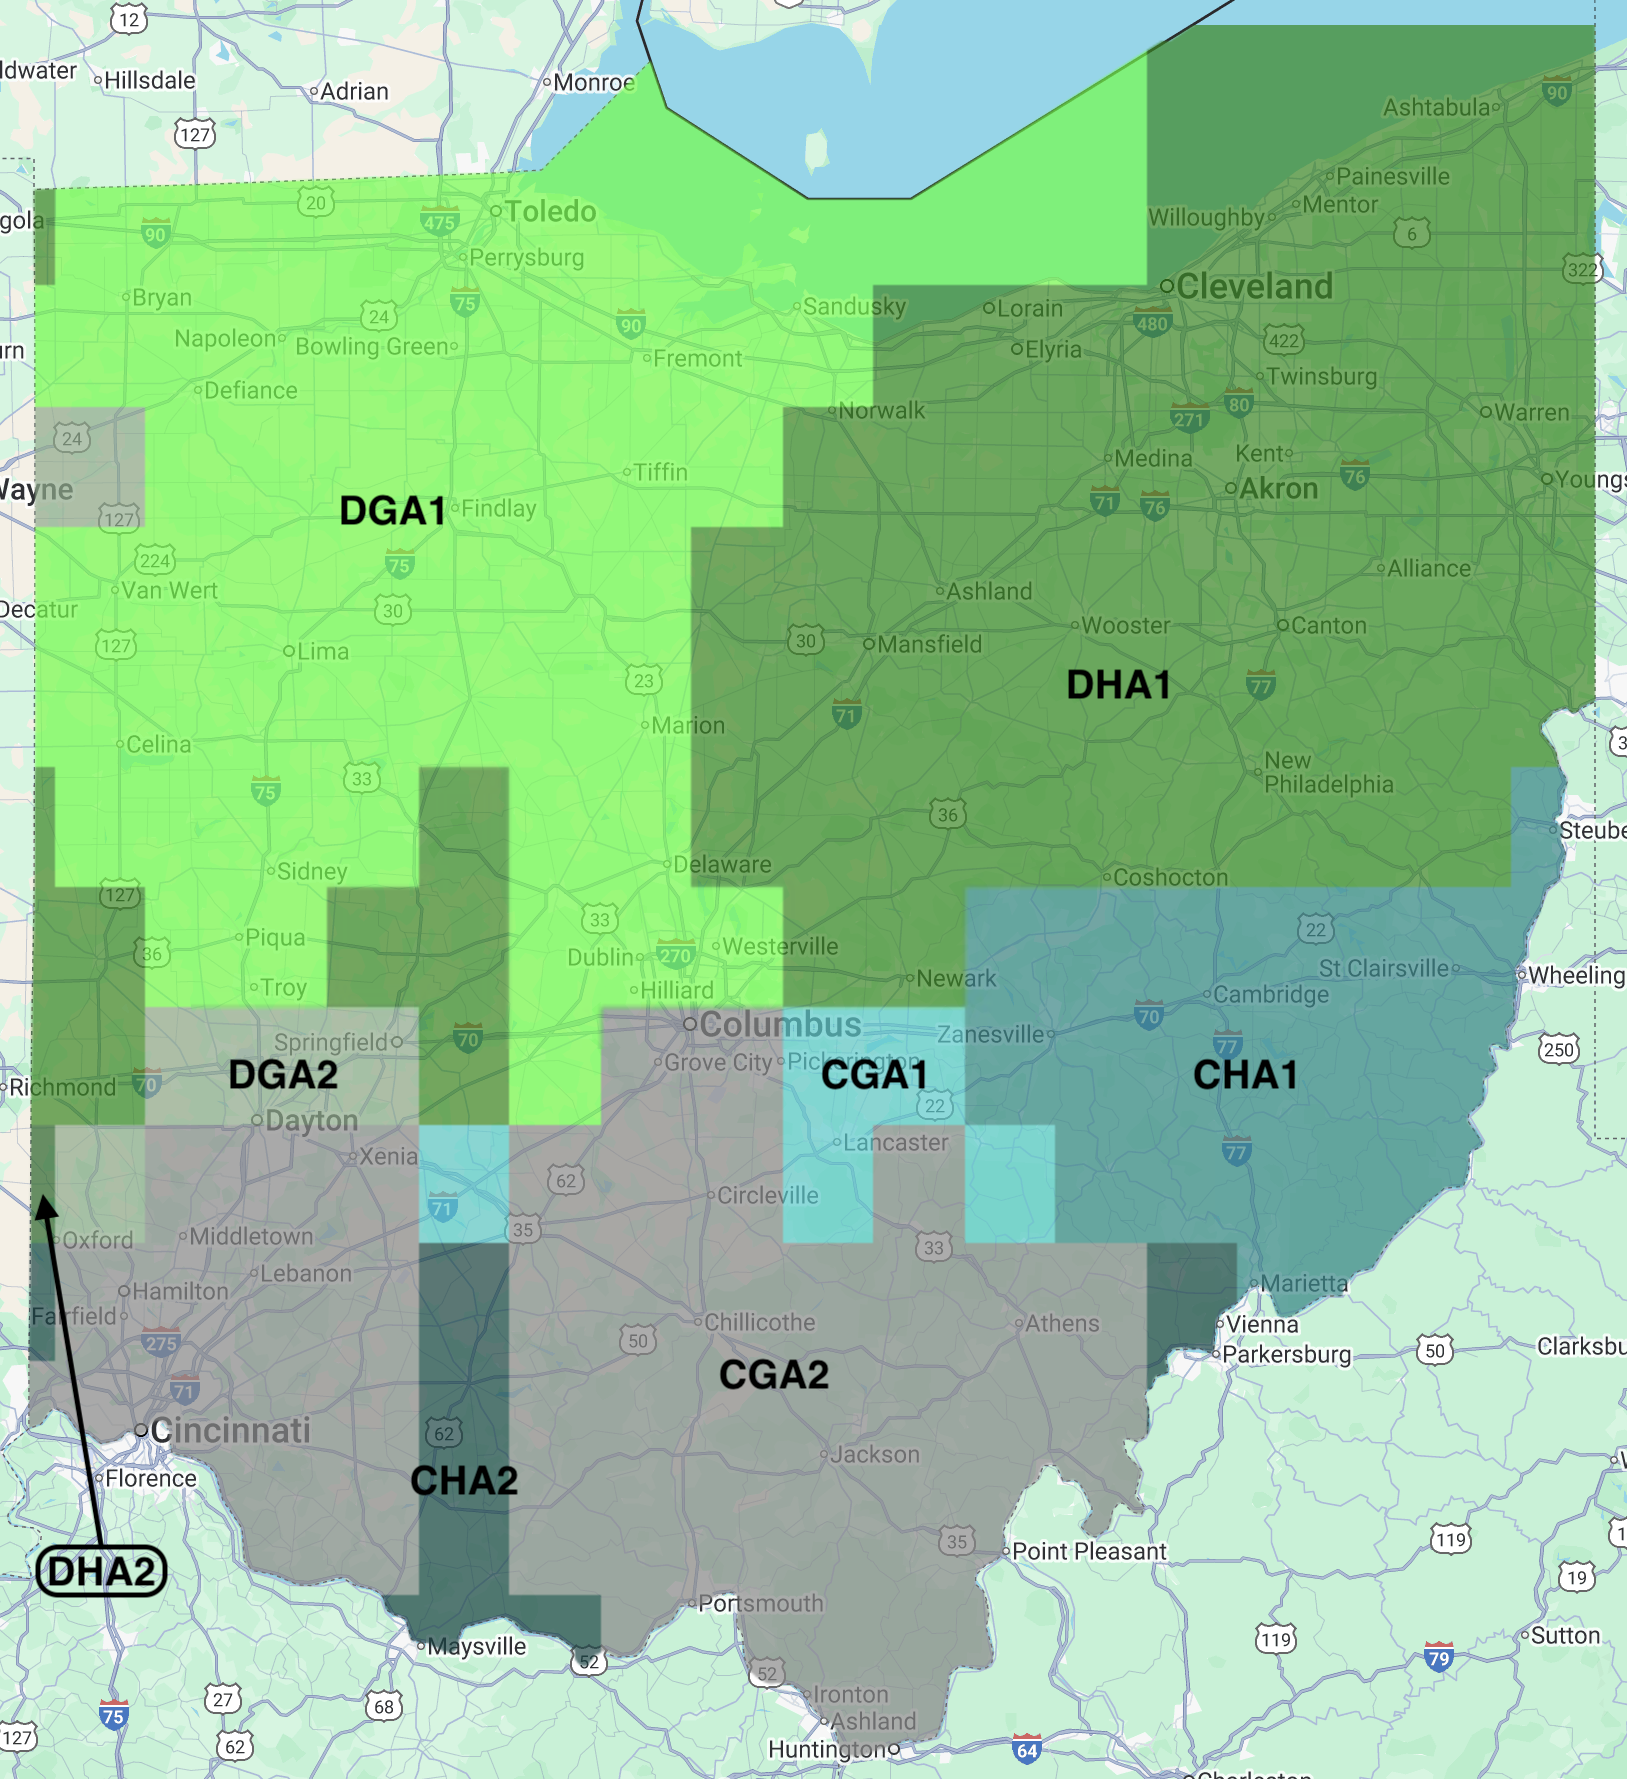 12
ldwater
Hillsdale
Adrian
Monroe
127
90
Ashtabula
Painesville
Mentor
Willoughby
6
20
475
Toledo
gola
90
Perrysburg
322
Cleveland
Bryan
75
24
Sandusky
Lorain
480
90
422
Napoleon
Bowling Green
Elyria
urn
Fremont
Twinsburg
Defiance
80
Norwalk
271
Warren
24
Medina
Kent
Tiffin
76
Wayne
Akron
Youngs
71
76
DGA1
Findlay
127
224
75
Alliance
Van Wert
Ashland
Decatur
30
Wooster
Canton
127
30
Mansfield
Lima
23
DHA1
77
71
Marion
3
Celina
New
Philadelphia
33
75
36
Steube
Delaware
Sidney
Coshocton
127
33
22
Piqua
36
Dublin
270
Westerville
St Clairsville
Wheeling
Newark
Troy
Hilliard
Cambridge
70
Columbus
Springfield
70
Zanesville
77
250
Grove City
Pickerington
DGA2
CGA1
CHA1
Richmond
70
22
Dayton
Lancaster
Xenia
77
62
Circleville
71
35
Oxford
Middletown
33
Lebanon
Marietta
Hamilton
Fairfield
Chillicothe
Athens
Vienna
275
50
Parkersburg
50
Clarksbu
CGA2
71
Cincinnati
62
Jackson
Florence
CHA2
119
1
35
Point Pleasant
DHA2
19
Portsmouth
Maysville
52
119
Sutton
79
52
27
68
Ironton
75
Ashland
127
62
Huntington
64
Charleston